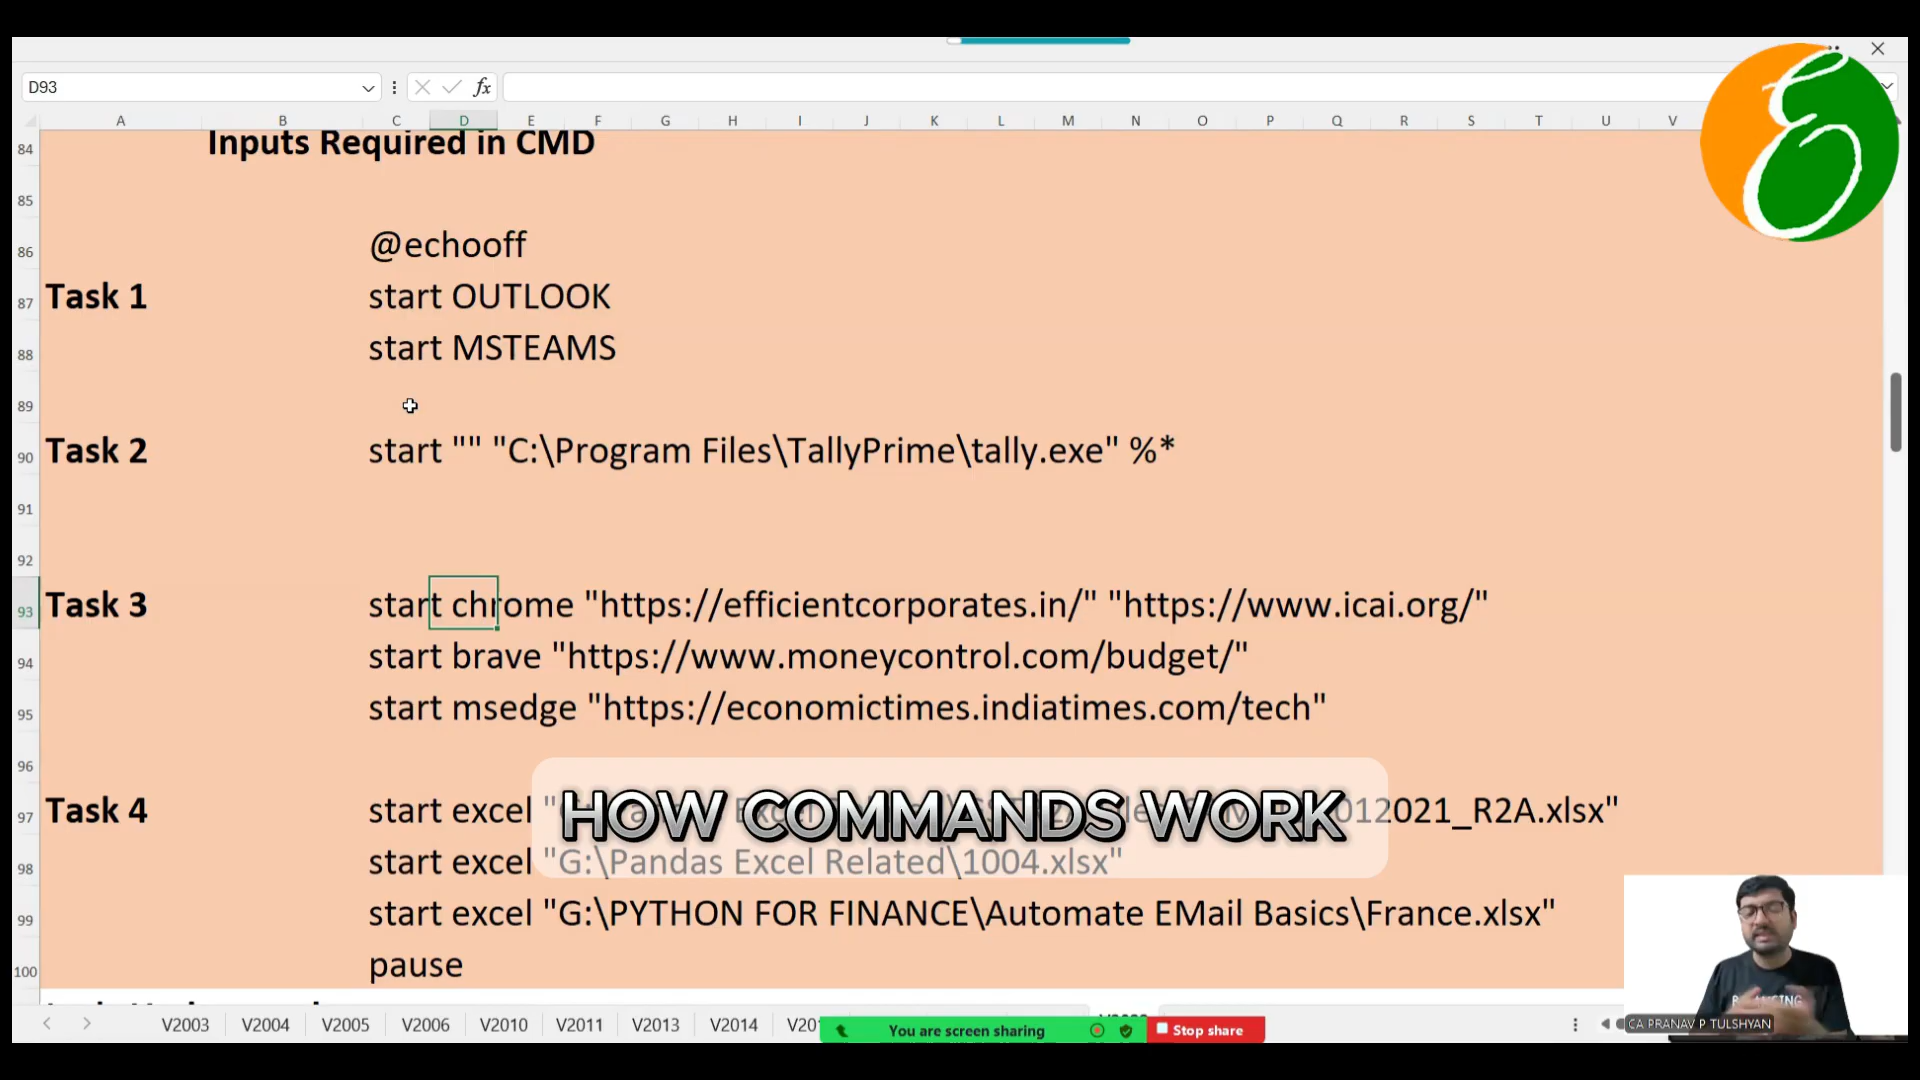 D93
fx
A B C D E F G H I J K L M N O P Q R S T U V
84 Inputs Required in CMD
85
86 @echooff
87 Task 1 start OUTLOOK
88 start MSTEAMS
89
90 Task 2 start "" "C:\Program Files\TallyPrime\tally.exe" %*
91
92
93 Task 3 start chrome "https://efficientcorporates.in/" "https://www.icai.org/"
94 start brave "https://www.moneycontrol.com/budget/"
95 start msedge "https://economictimes.indiatimes.com/tech"
96
97 Task 4 start excel 012021_R2A.xlsx"
HOW COMMANDS WORK
98 start excel "G:\Pandas Excel Related\1004.xlsx"
99 start excel "G:\PYTHON FOR FINANCE\Automate EMail Basics\France.xlsx"
100 pause
V2003 V2004 V2005 V2006 V2010 V2011 V2013 V2014 V20
You are screen sharing Stop share
CA PRANAV P TULSHYAN